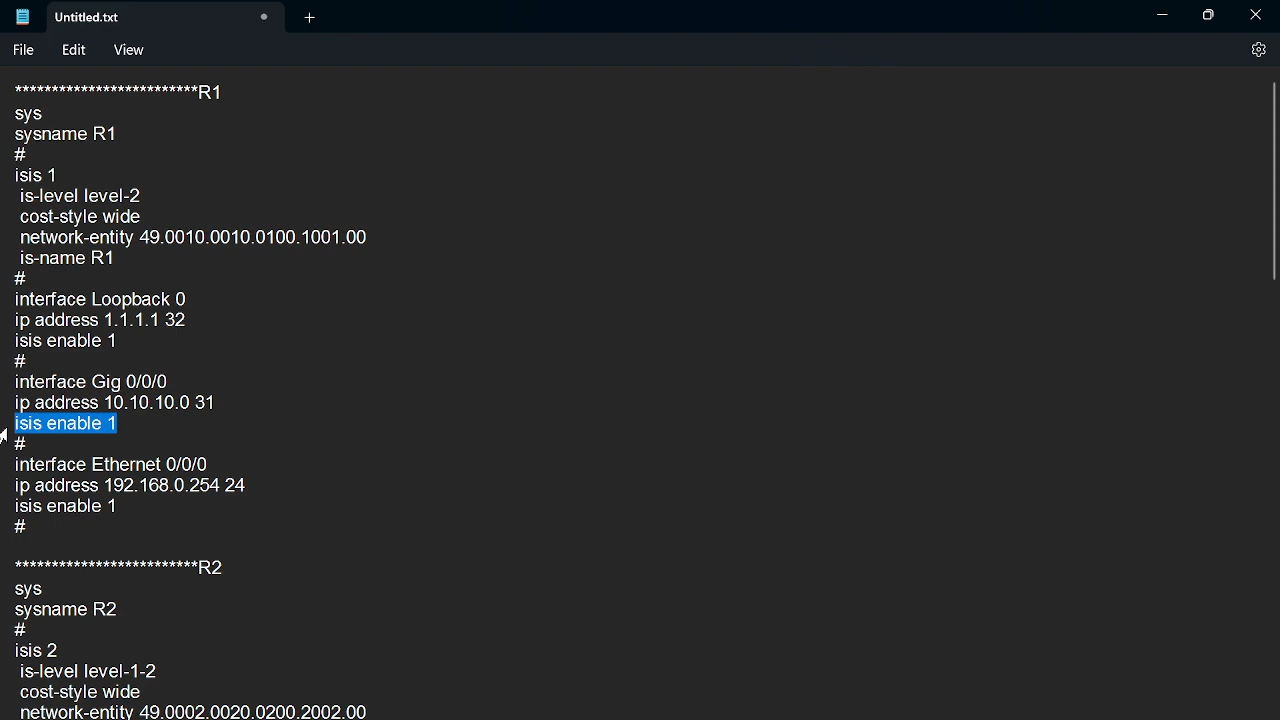 Untitled.txt
File Edit View
**************************R1
sys
sysname R1
#
isis 1
is-level level-2
cost-style wide
network-entity 49.0010.0010.0100.1001.00
is-name R1
#
interface Loopback 0
ip address 1.1.1.1 32
isis enable 1
#
interface Gig 0/0/0
ip address 10.10.10.0 31
isis enable 1
#
interface Ethernet 0/0/0
ip address 192.168.0.254 24
isis enable 1
#
**************************R2
sys
sysname R2
#
isis 2
is-level level-1-2
cost-style wide
network-entity 49.0002.0020.0200.2002.00